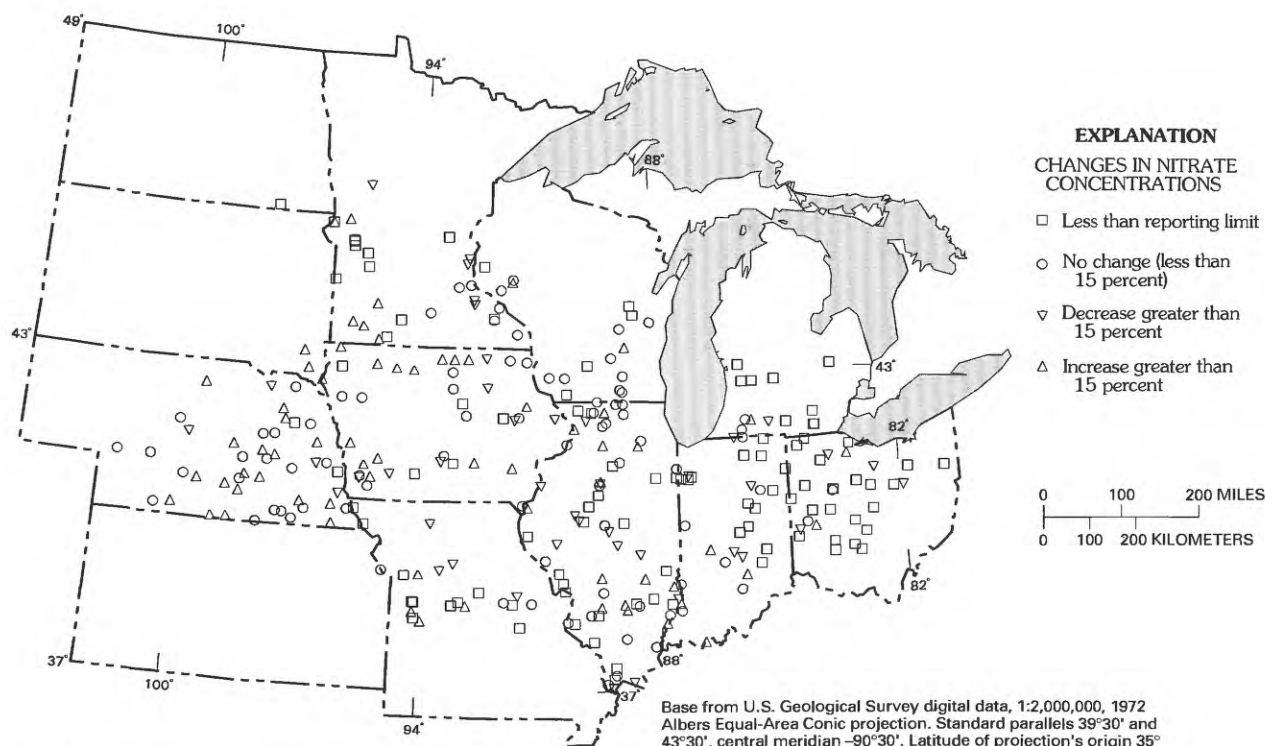 49°
100°
94°
88°
43°
43°
82°
37°
100°
94°
88°
37°
82°
EXPLANATION
CHANGES IN NITRATE
CONCENTRATIONS
Less than reporting limit
No change (less than
15 percent)
Decrease greater than
15 percent
Increase greater than
15 percent
0 100 200 MILES
0 100 200 KILOMETERS
Base from U.S. Geological Survey digital data, 1:2,000,000, 1972
Albers Equal-Area Conic projection. Standard parallels 39°30' and
43°30', central meridian –90°30'. Latitude of projection's origin 35°